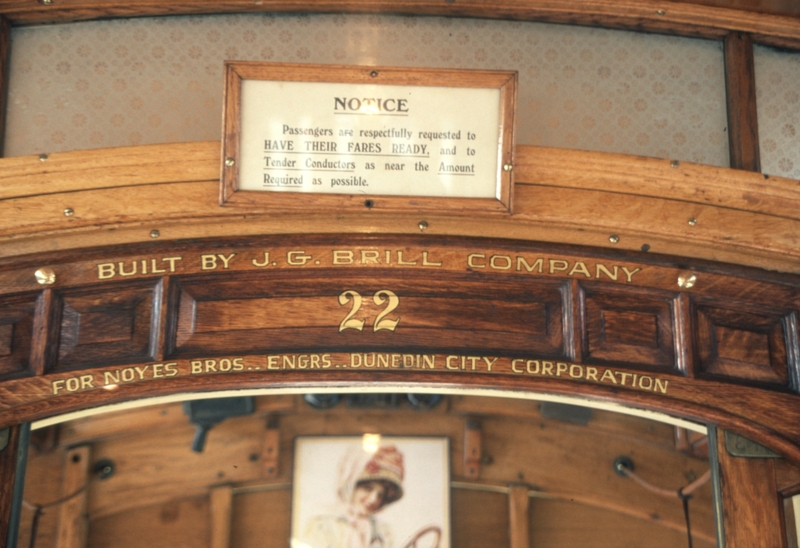 NOTICE
Passengers are respectfully requested to
HAVE THEIR FARES READY, and to
Tender Conductors as near the Amount
Required as possible.
BUILT BY J. G. BRILL COMPANY
22
FOR NOYES BROS.. ENGRS.. DUNEDIN CITY CORPORATION